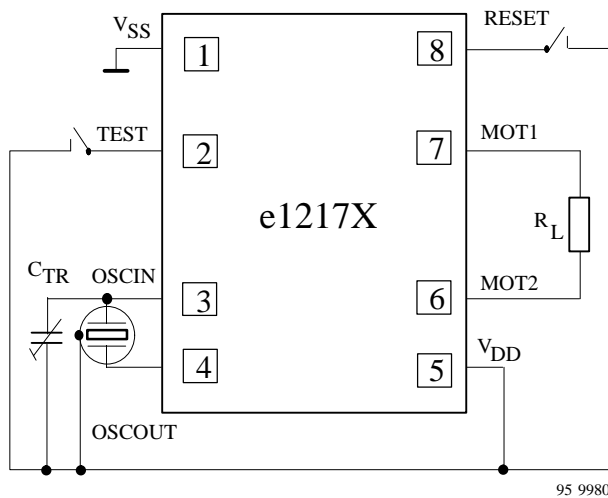 VSS
1
8
RESET
TEST
2
7
MOT1
e1217X
RL
CTR
OSCIN
3
6
MOT2
4
5
VDD
OSCOUT
95 9980